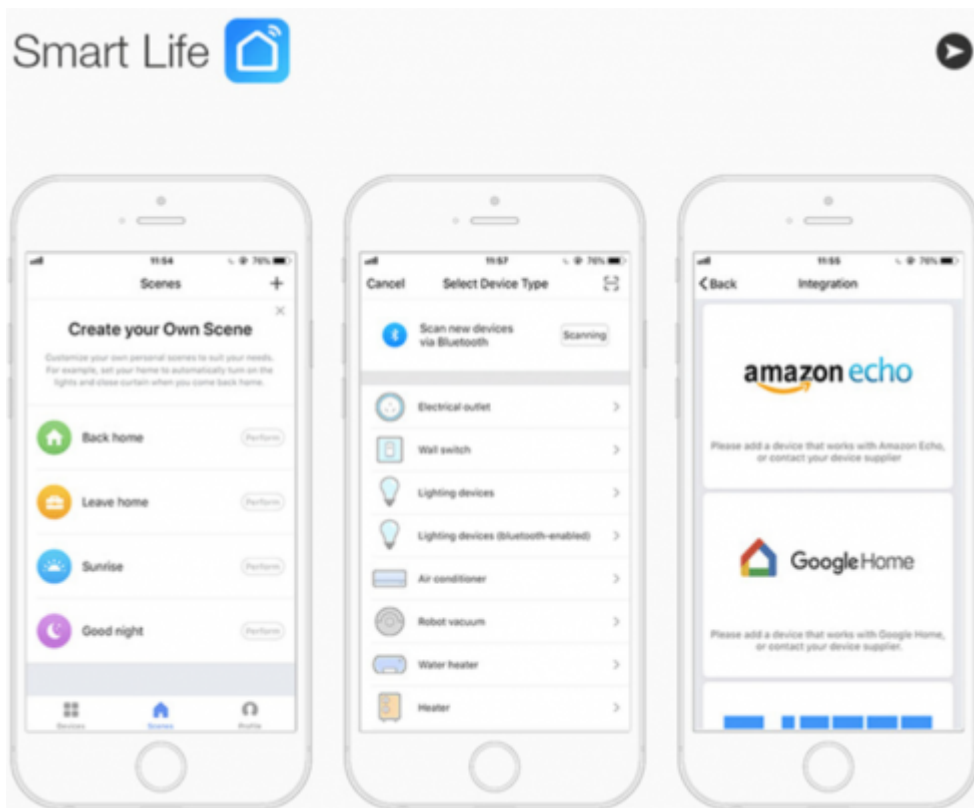 Smart Life
11:54
76%
Scenes
+
Create your Own Scene
Customize your own personal scenes to suit your needs.
For example, set your home to automatically turn on the
lights and close curtain when you come back home.
Back home
Perform
Leave home
Perform
Sunrise
Perform
Good night
Perform
Devices
Scenes
Profile
11:57
76%
Cancel
Select Device Type
Scan new devices
via Bluetooth
Scanning
Electrical outlet
Wall switch
Lighting devices
Lighting devices (bluetooth-enabled)
Air conditioner
Robot vacuum
Water heater
Heater
11:55
76%
Back
Integration
amazon echo
Please add a device that works with Amazon Echo,
or contact your device supplier
Google Home
Please add a device that works with Google Home,
or contact your device supplier.